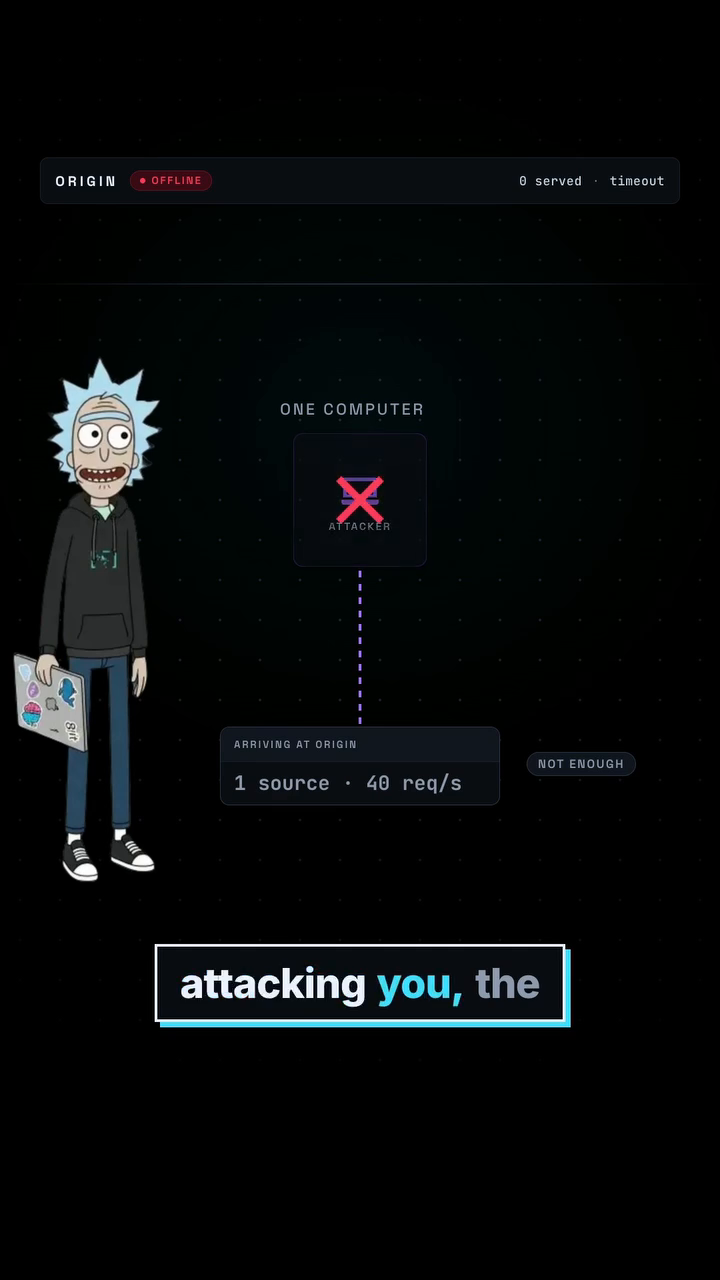 ORIGIN
OFFLINE
0 served · timeout
ONE COMPUTER
ATTACKER
ARRIVING AT ORIGIN
1 source · 40 req/s
NOT ENOUGH
attacking you, the